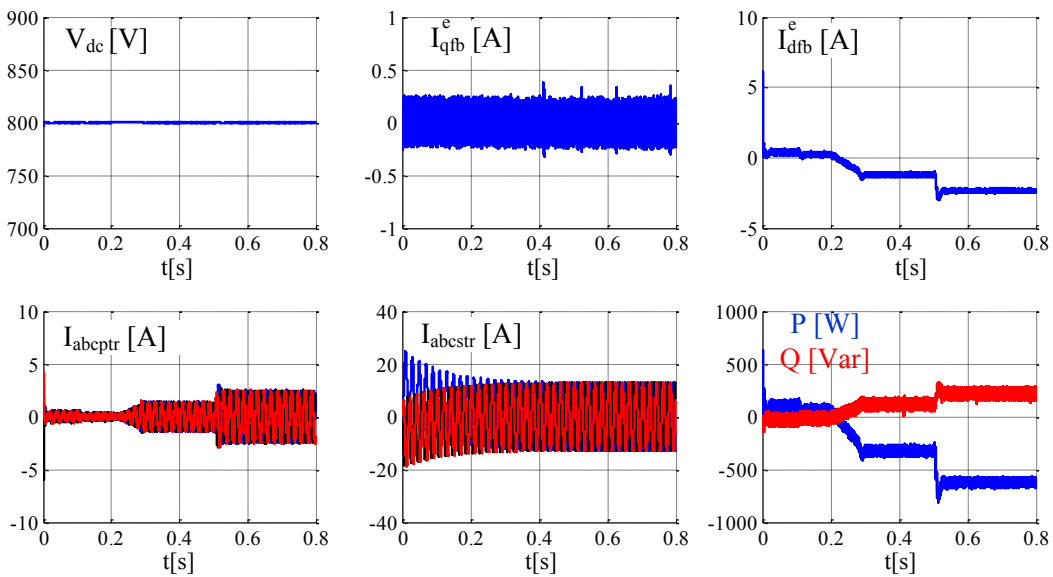 900
850
800
750
700
V_dc [V]
0 0.2 0.4 0.6 0.8
t[s]
1
0.5
0
-0.5
-1
I^e_qfb [A]
0 0.2 0.4 0.6 0.8
t[s]
10
5
0
-5
I^e_dfb [A]
0 0.2 0.4 0.6 0.8
t[s]
10
5
0
-5
-10
I_abcptr [A]
0 0.2 0.4 0.6 0.8
t[s]
40
20
0
-20
-40
I_abcstr [A]
0 0.2 0.4 0.6 0.8
t[s]
1000
500
0
-500
-1000
P [W]
Q [Var]
0 0.2 0.4 0.6 0.8
t[s]